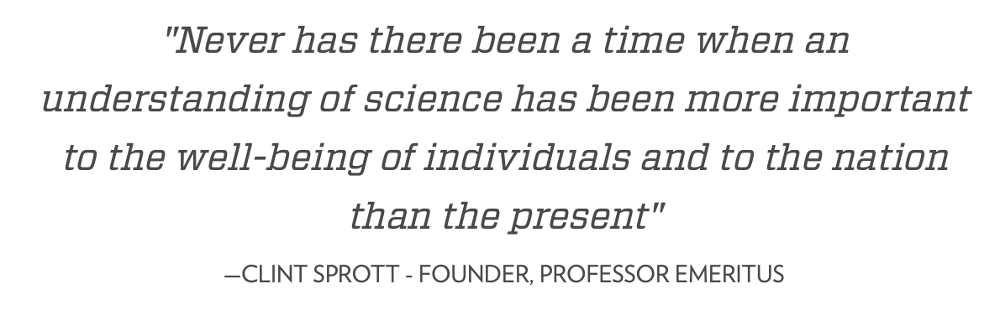 "Never has there been a time when an
understanding of science has been more important
to the well-being of individuals and to the nation
than the present"
—CLINT SPROTT - FOUNDER, PROFESSOR EMERITUS